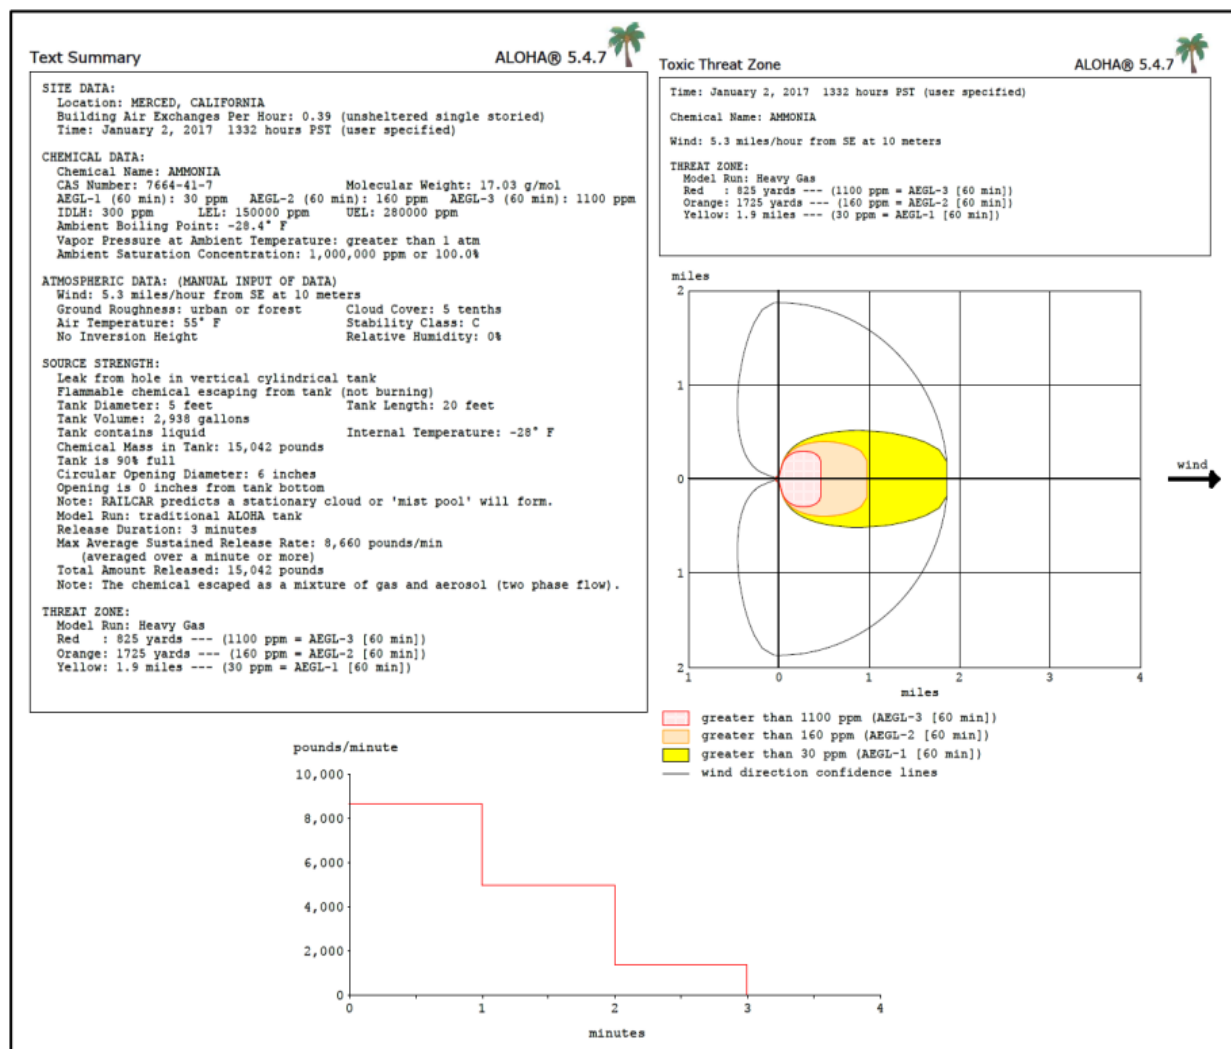 Text Summary
ALOHA® 5.4.7
SITE DATA:
Location: MERCED, CALIFORNIA
Building Air Exchanges Per Hour: 0.39 (unsheltered single storied)
Time: January 2, 2017  1332 hours PST (user specified)
CHEMICAL DATA:
Chemical Name: AMMONIA
CAS Number: 7664-41-7 Molecular Weight: 17.03 g/mol
AEGL-1 (60 min): 30 ppm AEGL-2 (60 min): 160 ppm AEGL-3 (60 min): 1100 ppm
IDLH: 300 ppm LEL: 150000 ppm UEL: 280000 ppm
Ambient Boiling Point: -28.4° F
Vapor Pressure at Ambient Temperature: greater than 1 atm
Ambient Saturation Concentration: 1,000,000 ppm or 100.0%
ATMOSPHERIC DATA: (MANUAL INPUT OF DATA)
Wind: 5.3 miles/hour from SE at 10 meters
Ground Roughness: urban or forest Cloud Cover: 5 tenths
Air Temperature: 55° F Stability Class: C
No Inversion Height Relative Humidity: 0%
SOURCE STRENGTH:
Leak from hole in vertical cylindrical tank
Flammable chemical escaping from tank (not burning)
Tank Diameter: 5 feet Tank Length: 20 feet
Tank Volume: 2,938 gallons
Tank contains liquid Internal Temperature: -28° F
Chemical Mass in Tank: 15,042 pounds
Tank is 90% full
Circular Opening Diameter: 6 inches
Opening is 0 inches from tank bottom
Note: RAILCAR predicts a stationary cloud or 'mist pool' will form.
Model Run: traditional ALOHA tank
Release Duration: 3 minutes
Max Average Sustained Release Rate: 8,660 pounds/min
(averaged over a minute or more)
Total Amount Released: 15,042 pounds
Note: The chemical escaped as a mixture of gas and aerosol (two phase flow).
THREAT ZONE:
Model Run: Heavy Gas
Red : 825 yards --- (1100 ppm = AEGL-3 [60 min])
Orange: 1725 yards --- (160 ppm = AEGL-2 [60 min])
Yellow: 1.9 miles --- (30 ppm = AEGL-1 [60 min])
Toxic Threat Zone
ALOHA® 5.4.7
Time: January 2, 2017  1332 hours PST (user specified)
Chemical Name: AMMONIA
Wind: 5.3 miles/hour from SE at 10 meters
THREAT ZONE:
Model Run: Heavy Gas
Red : 825 yards --- (1100 ppm = AEGL-3 [60 min])
Orange: 1725 yards --- (160 ppm = AEGL-2 [60 min])
Yellow: 1.9 miles --- (30 ppm = AEGL-1 [60 min])
miles
2
1
0
1
2
wind
1 0 1 2 3 4
miles
greater than 1100 ppm (AEGL-3 [60 min])
greater than 160 ppm (AEGL-2 [60 min])
greater than 30 ppm (AEGL-1 [60 min])
wind direction confidence lines
pounds/minute
10,000
8,000
6,000
4,000
2,000
0
0 1 2 3 4
minutes